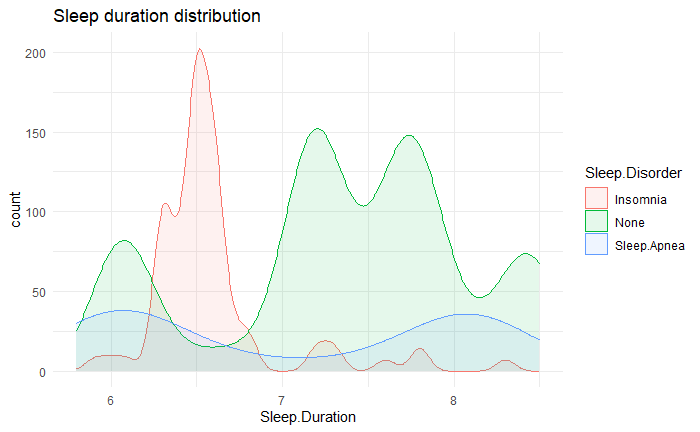 Sleep duration distribution
200
150
100
50
0
count
6
7
8
Sleep.Duration
Sleep.Disorder
Insomnia
None
Sleep.Apnea